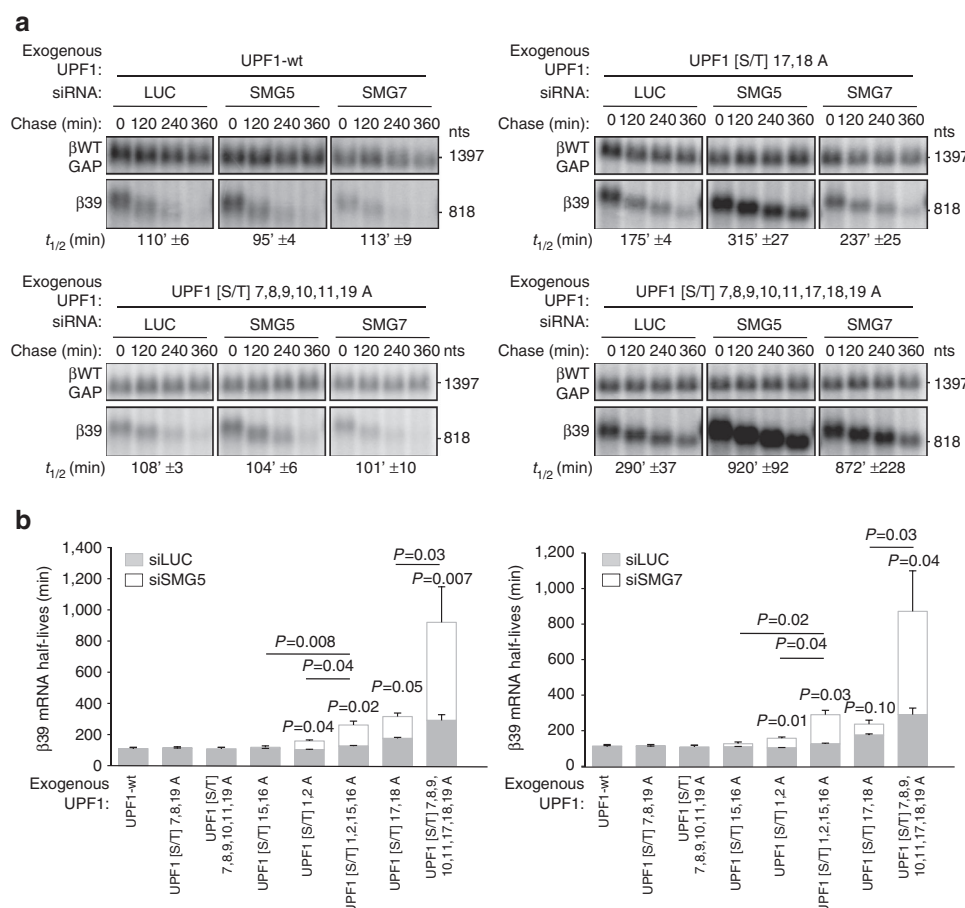 a
Exogenous UPF1: UPF1-wt
siRNA: LUC SMG5 SMG7
Chase (min): 0 120 240 360 0 120 240 360 0 120 240 360 nts
βWT GAP 1397
β39 818
t1/2 (min) 110’ ±6 95’ ±4 113’ ±9
Exogenous UPF1: UPF1 [S/T] 17,18 A
siRNA: LUC SMG5 SMG7
Chase (min): 0 120 240 360 0 120 240 360 0 120 240 360 nts
βWT GAP 1397
β39 818
t1/2 (min) 175’ ±4 315’ ±27 237’ ±25
Exogenous UPF1: UPF1 [S/T] 7,8,9,10,11,19 A
siRNA: LUC SMG5 SMG7
Chase (min): 0 120 240 360 0 120 240 360 0 120 240 360 nts
βWT GAP 1397
β39 818
t1/2 (min) 108’ ±3 104’ ±6 101’ ±10
Exogenous UPF1: UPF1 [S/T] 7,8,9,10,11,17,18,19 A
siRNA: LUC SMG5 SMG7
Chase (min): 0 120 240 360 0 120 240 360 0 120 240 360 nts
βWT GAP 1397
β39 818
t1/2 (min) 290’ ±37 920’ ±92 872’ ±228
b
β39 mRNA half-lives (min)
1,400
1,200
1,000
800
600
400
200
0
siLUC
siSMG5
P=0.03
P=0.007
P=0.008
P=0.04
P=0.05
P=0.02
P=0.04
Exogenous UPF1:
UPF1-wt
UPF1 [S/T] 7,8,19 A
UPF1 [S/T] 7,8,9,10,11,19 A
UPF1 [S/T] 15,16 A
UPF1 [S/T] 1,2 A
UPF1 [S/T] 1,2,15,16 A
UPF1 [S/T] 17,18 A
UPF1 [S/T] 7,8,9, 10,11,17,18,19 A
β39 mRNA half-lives (min)
1,200
1,000
800
600
400
200
0
siLUC
siSMG7
P=0.03
P=0.04
P=0.02
P=0.04
P=0.03
P=0.10
P=0.01
Exogenous UPF1:
UPF1-wt
UPF1 [S/T] 7,8,19 A
UPF1 [S/T] 7,8,9,10,11,19 A
UPF1 [S/T] 15,16 A
UPF1 [S/T] 1,2 A
UPF1 [S/T] 1,2,15,16 A
UPF1 [S/T] 17,18 A
UPF1 [S/T] 7,8,9, 10,11,17,18,19 A